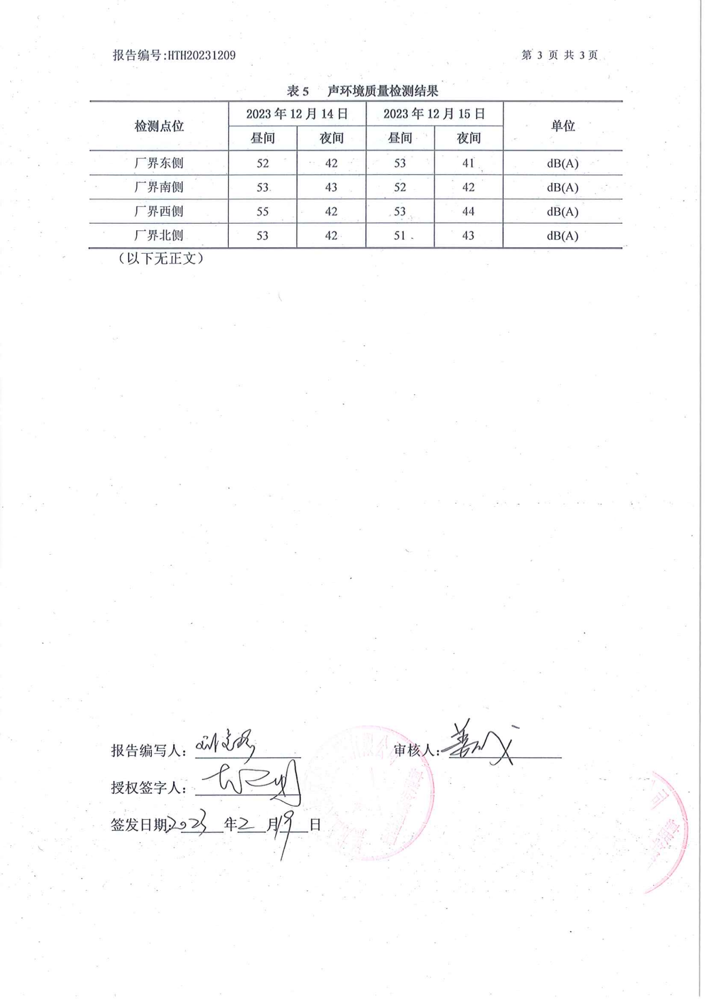 报告编号:HTH20231209
第 3 页 共 3页
表 5 声环境质量检测结果
检测点位 2023 年 12 月 14 日 2023 年 12 月 15 日 单位
昼间 夜间 昼间 夜间
厂界东侧 52 42 53 41 dB(A)
厂界南侧 53 43 52 42 dB(A)
厂界西侧 55 42 53 44 dB(A)
厂界北侧 53 42 51 43 dB(A)
（以下无正文）
报告编写人： 审核人：
授权签字人：
签发日期: 2023 年 2 月 19 日